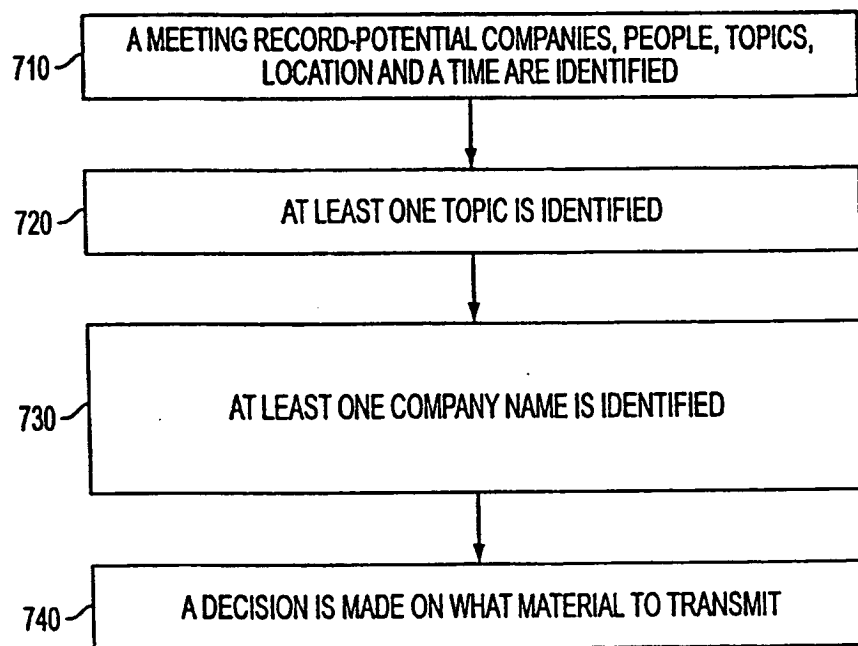 A MEETING RECORD-POTENTIAL COMPANIES, PEOPLE, TOPICS,
710 LOCATION AND A TIME ARE IDENTIFIED
720 AT LEAST ONE TOPIC IS IDENTIFIED
730 AT LEAST ONE COMPANY NAME IS IDENTIFIED
740 A DECISION IS MADE ON WHAT MATERIAL TO TRANSMIT